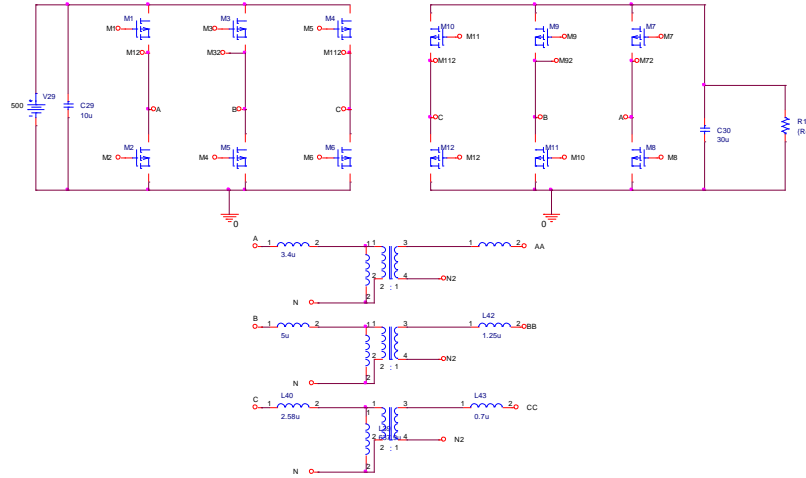 M1 M3 M4 M10 M9 M7
M1 M3 M5 M11 M9 M7
M12 M32 M112 M112 M92 M72
V29
500
C29
10u
A B C C B A
C30
30u
R1
(R
M2 M5 M6 M12 M11 M8
M2 M4 M6 M12 M10 M8
0 0
A
1 2 1 3 1 2 AA
3.4u
2 4 N2
2 : 1
N 2
B L42
1 2 1 3 1 2 BB
5u 1.25u
2 4 N2
2 : 1
N 2
C L40 L43
1 2 1 3 1 2 CC
2.58u 1 0.7u
2 4 N2
2 : 1
N 2